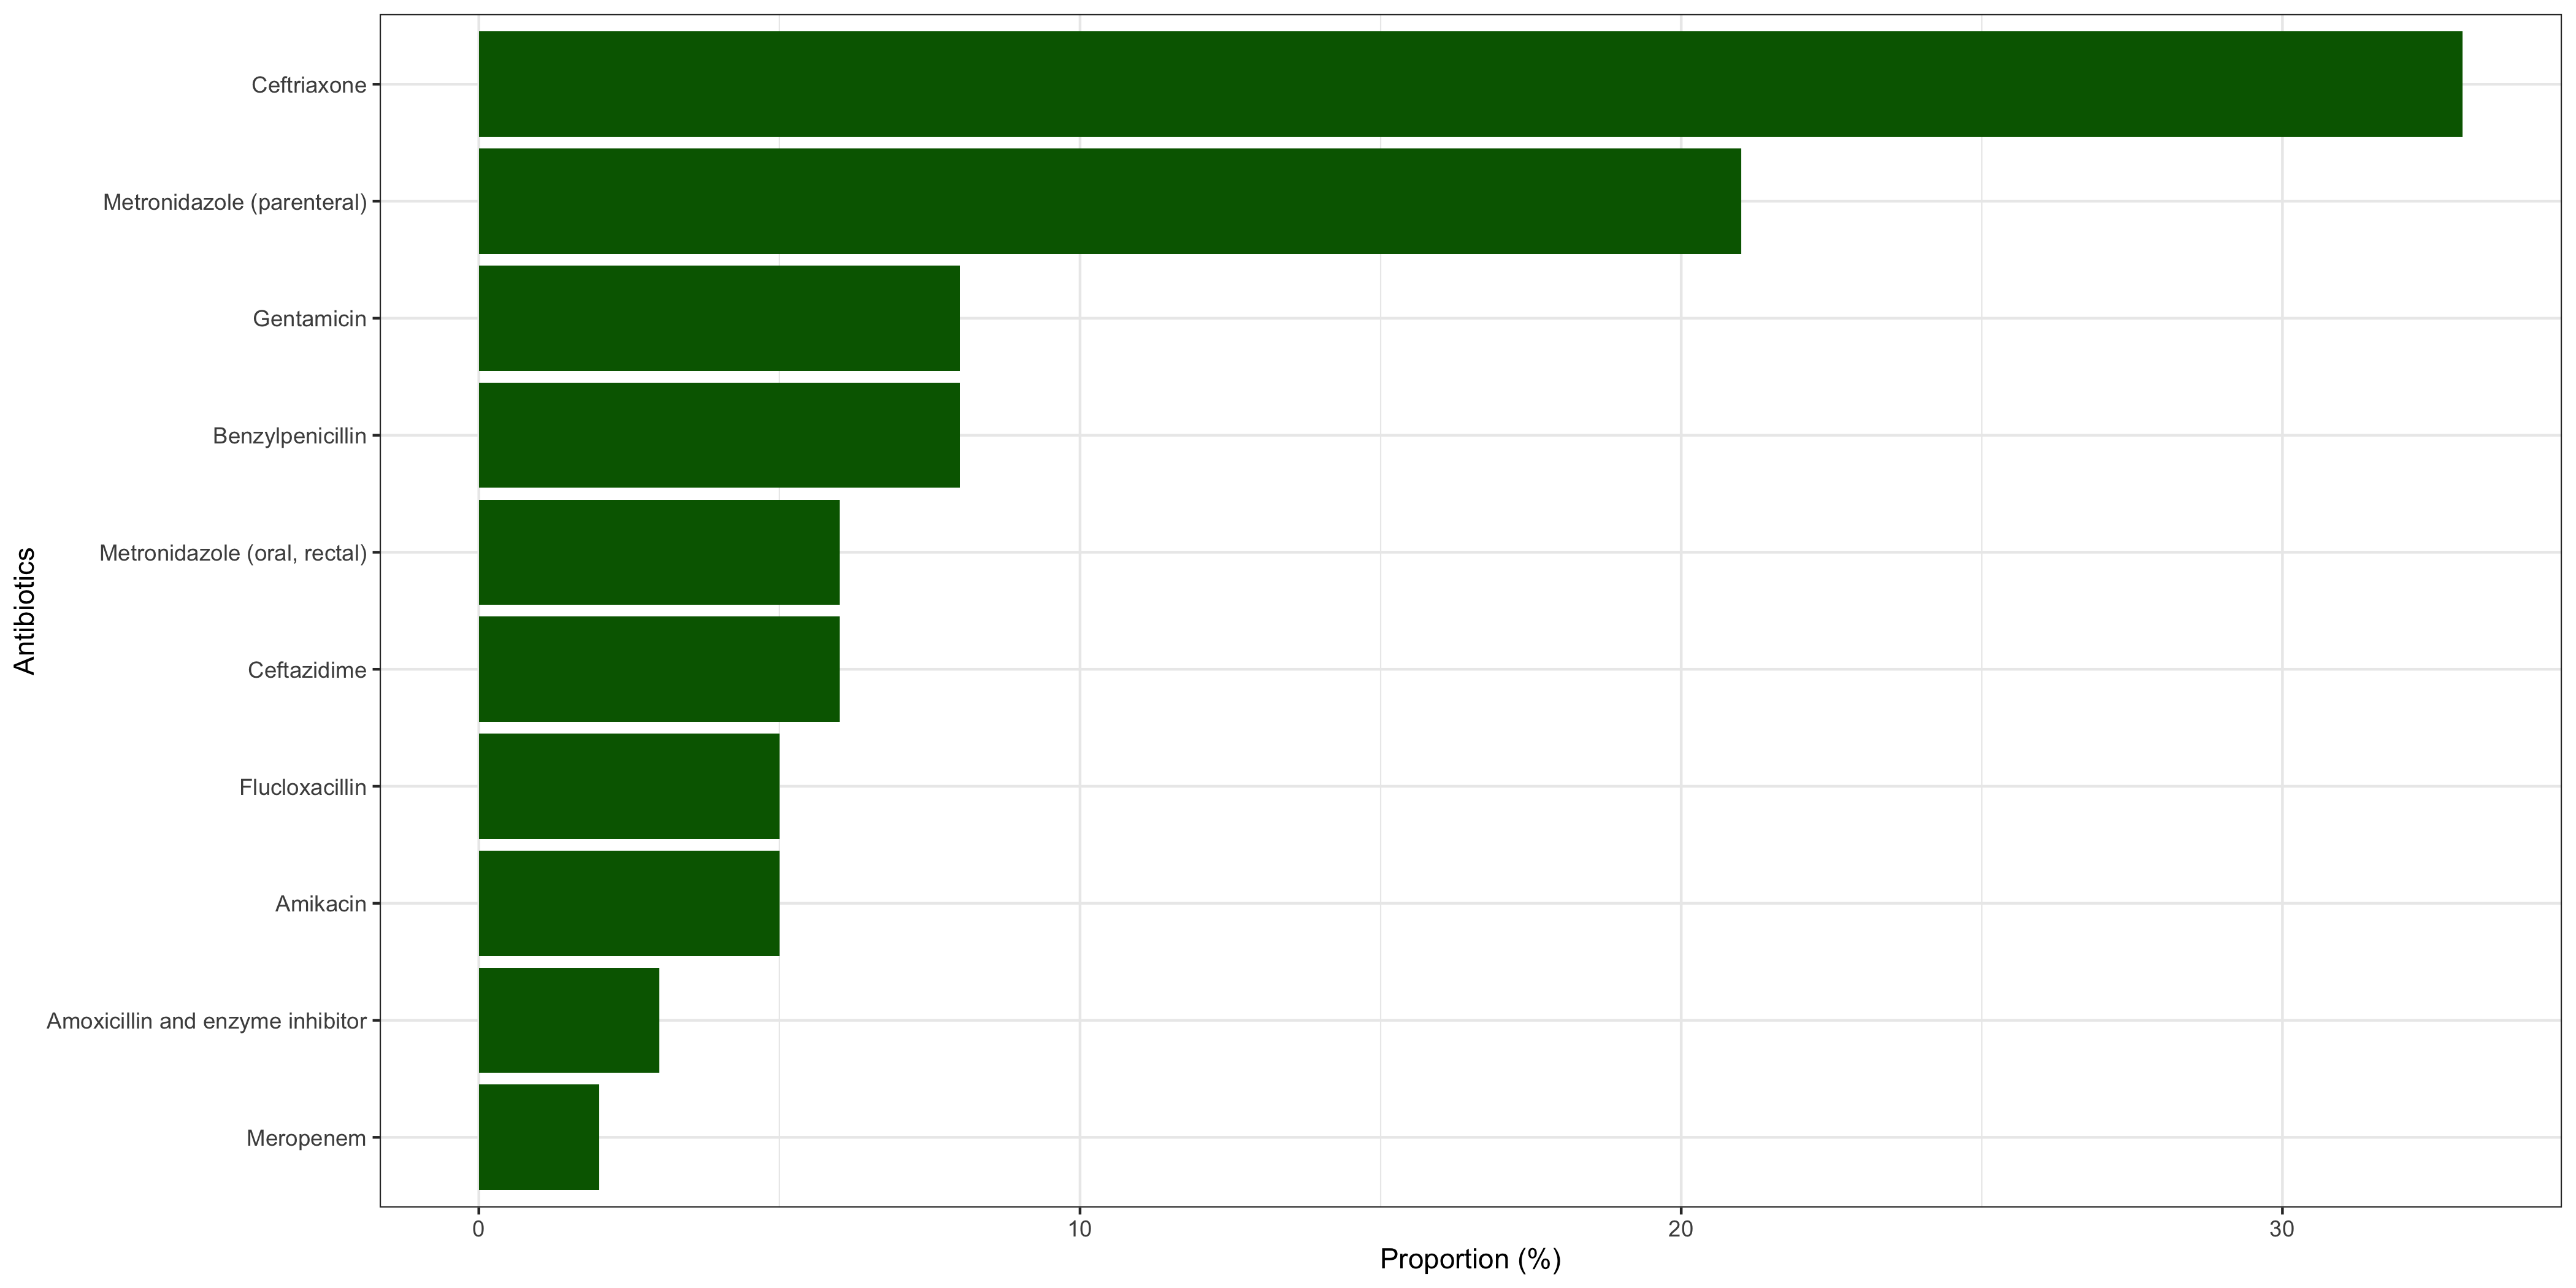 Ceftriaxone
Metronidazole (parenteral)
Gentamicin
Benzylpenicillin
Metronidazole (oral, rectal)
Ceftazidime
Flucloxacillin
Amikacin
Amoxicillin and enzyme inhibitor
Meropenem
Antibiotics
0 10 20 30
Proportion (%)